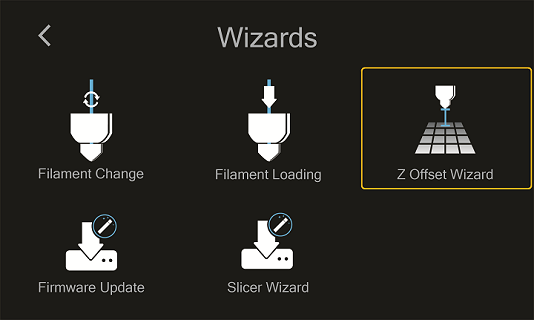 Wizards
Filament Change
Filament Loading
Z Offset Wizard
Firmware Update
Slicer Wizard